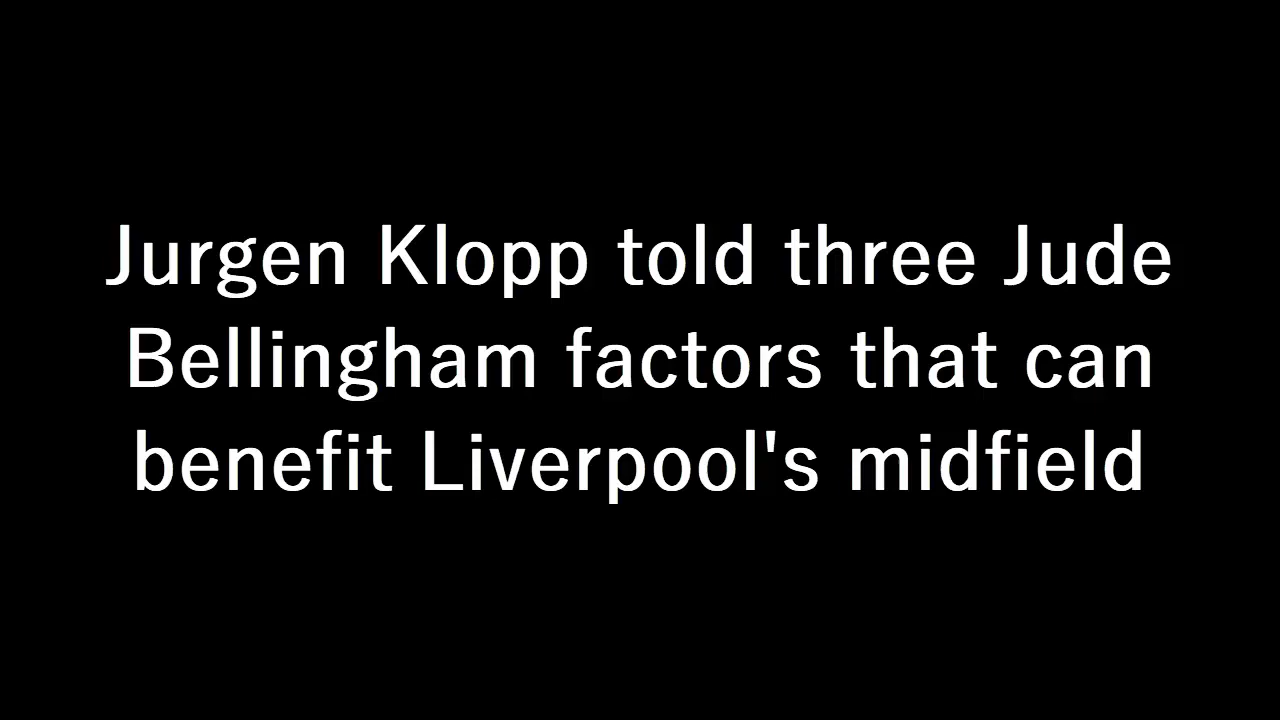 Jurgen Klopp told three Jude
Bellingham factors that can
benefit Liverpool's midfield